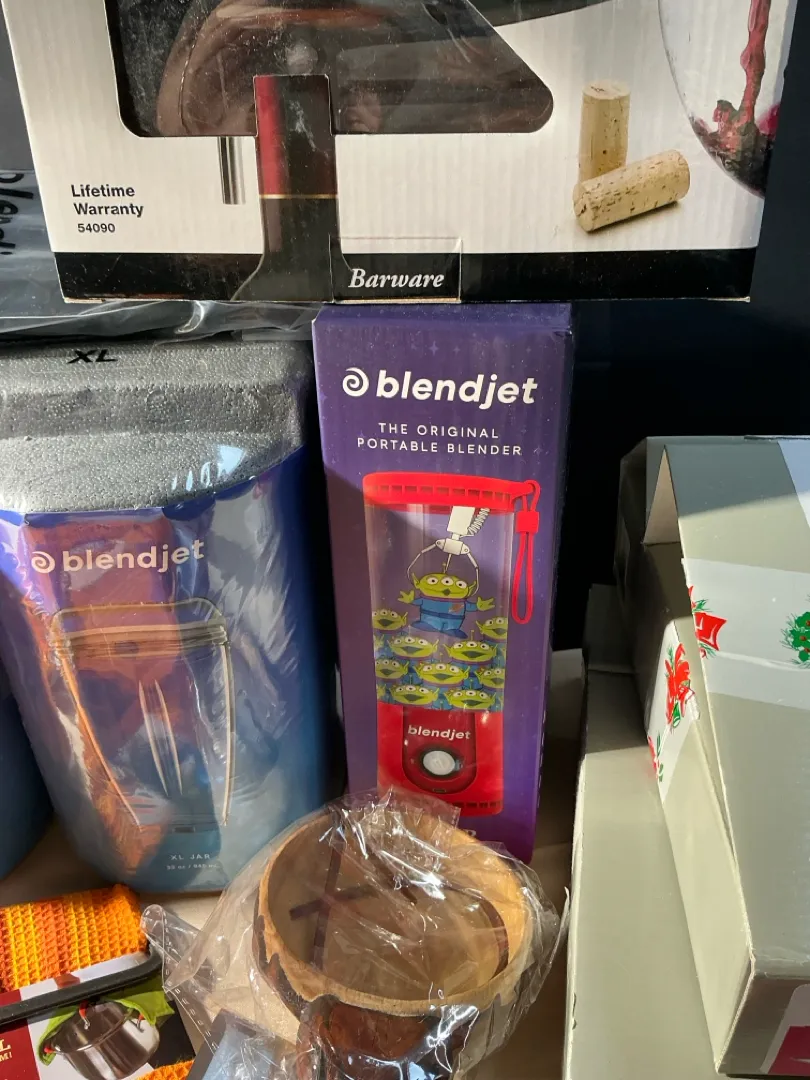 Lifetime
Warranty
54090
Barware
XL
blendjet
THE ORIGINAL
PORTABLE BLENDER
blendjet
blendjet
XL JAR